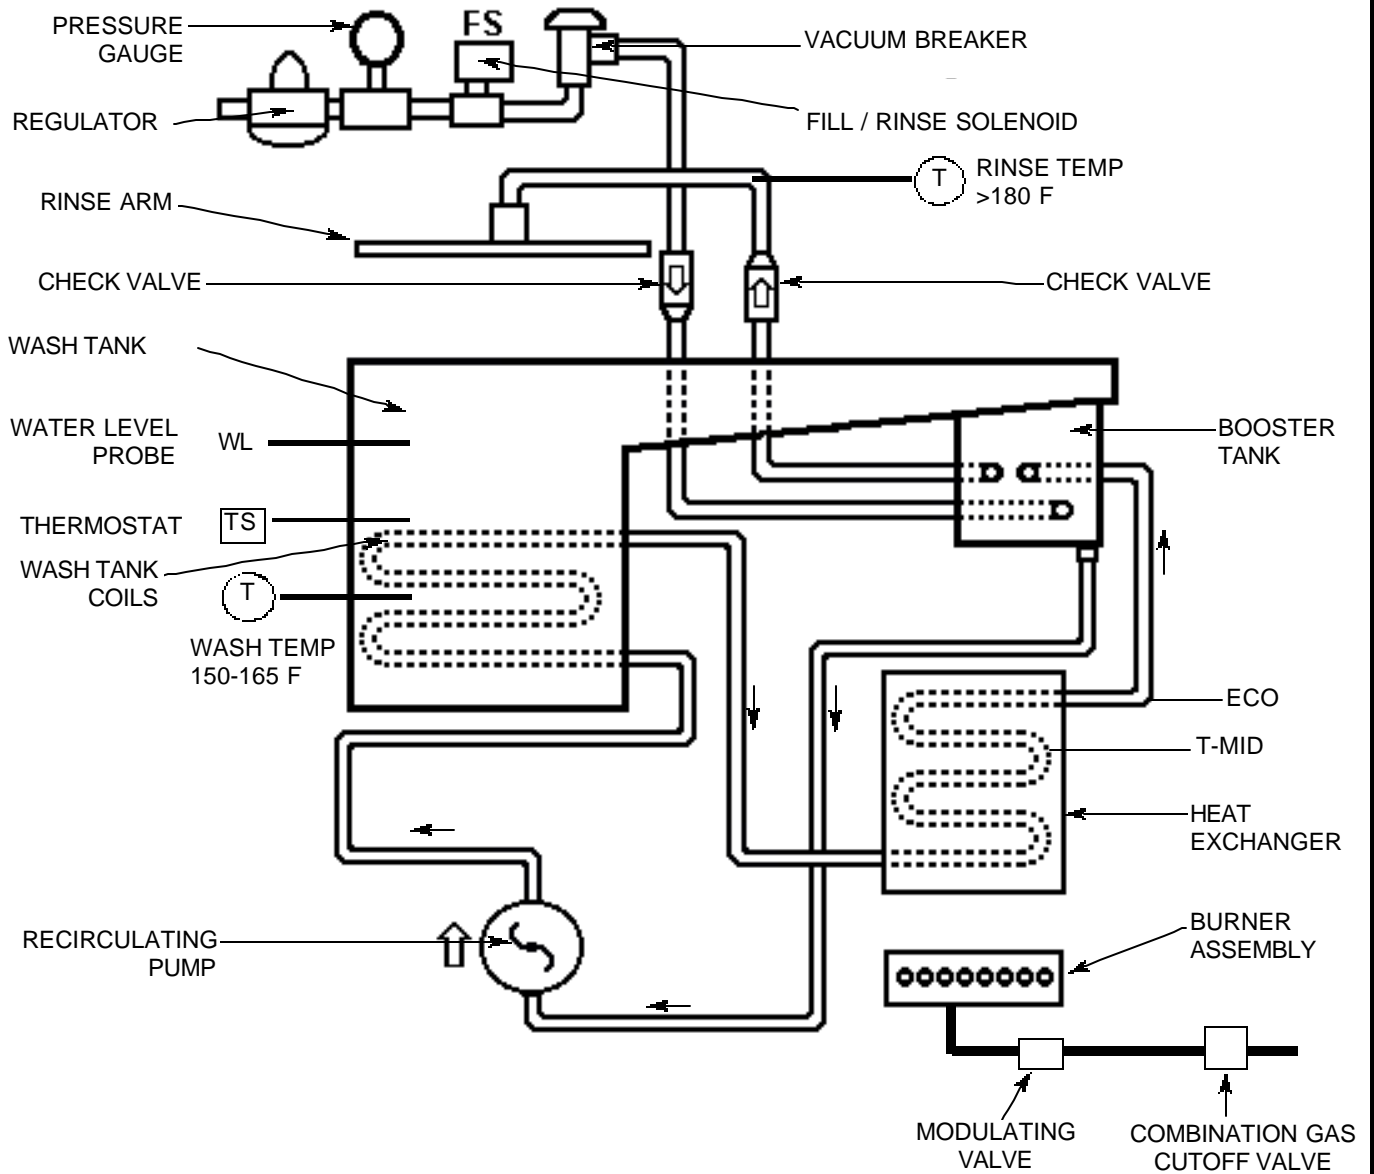 PRESSURE
GAUGE
FS
VACUUM BREAKER
REGULATOR
FILL / RINSE SOLENOID
T
RINSE TEMP
>180 F
RINSE ARM
CHECK VALVE
CHECK VALVE
WASH TANK
WATER LEVEL
PROBE
WL
BOOSTER
TANK
THERMOSTAT
TS
WASH TANK
COILS
T
WASH TEMP
150-165 F
ECO
T-MID
HEAT
EXCHANGER
RECIRCULATING
PUMP
BURNER
ASSEMBLY
MODULATING
VALVE
COMBINATION GAS
CUTOFF VALVE